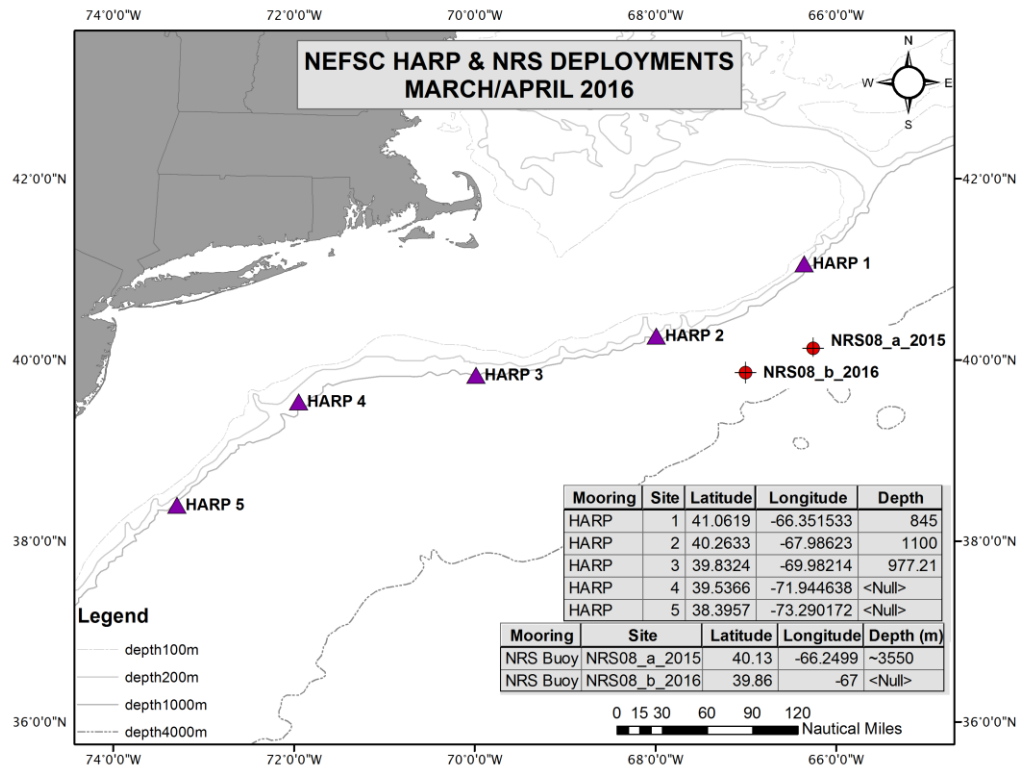 74°0'0"W 72°0'0"W 70°0'0"W 68°0'0"W 66°0'0"W
NEFSC HARP & NRS DEPLOYMENTS
MARCH/APRIL 2016
N
W E
S
42°0'0"N 42°0'0"N
HARP 1
HARP 2
NRS08_a_2015
40°0'0"N 40°0'0"N
HARP 3
NRS08_b_2016
HARP 4
HARP 5
Mooring Site Latitude Longitude Depth
HARP 1 41.0619 -66.351533 845
HARP 2 40.2633 -67.98623 1100
HARP 3 39.8324 -69.98214 977.21
HARP 4 39.5366 -71.944638 <Null>
HARP 5 38.3957 -73.290172 <Null>
38°0'0"N 38°0'0"N
Mooring Site Latitude Longitude Depth (m)
NRS Buoy NRS08_a_2015 40.13 -66.2499 ~3550
NRS Buoy NRS08_b_2016 39.86 -67 <Null>
Legend
depth100m
depth200m
depth1000m
depth4000m
0 15 30 60 90 120
Nautical Miles
36°0'0"N 36°0'0"N
74°0'0"W 72°0'0"W 70°0'0"W 68°0'0"W 66°0'0"W